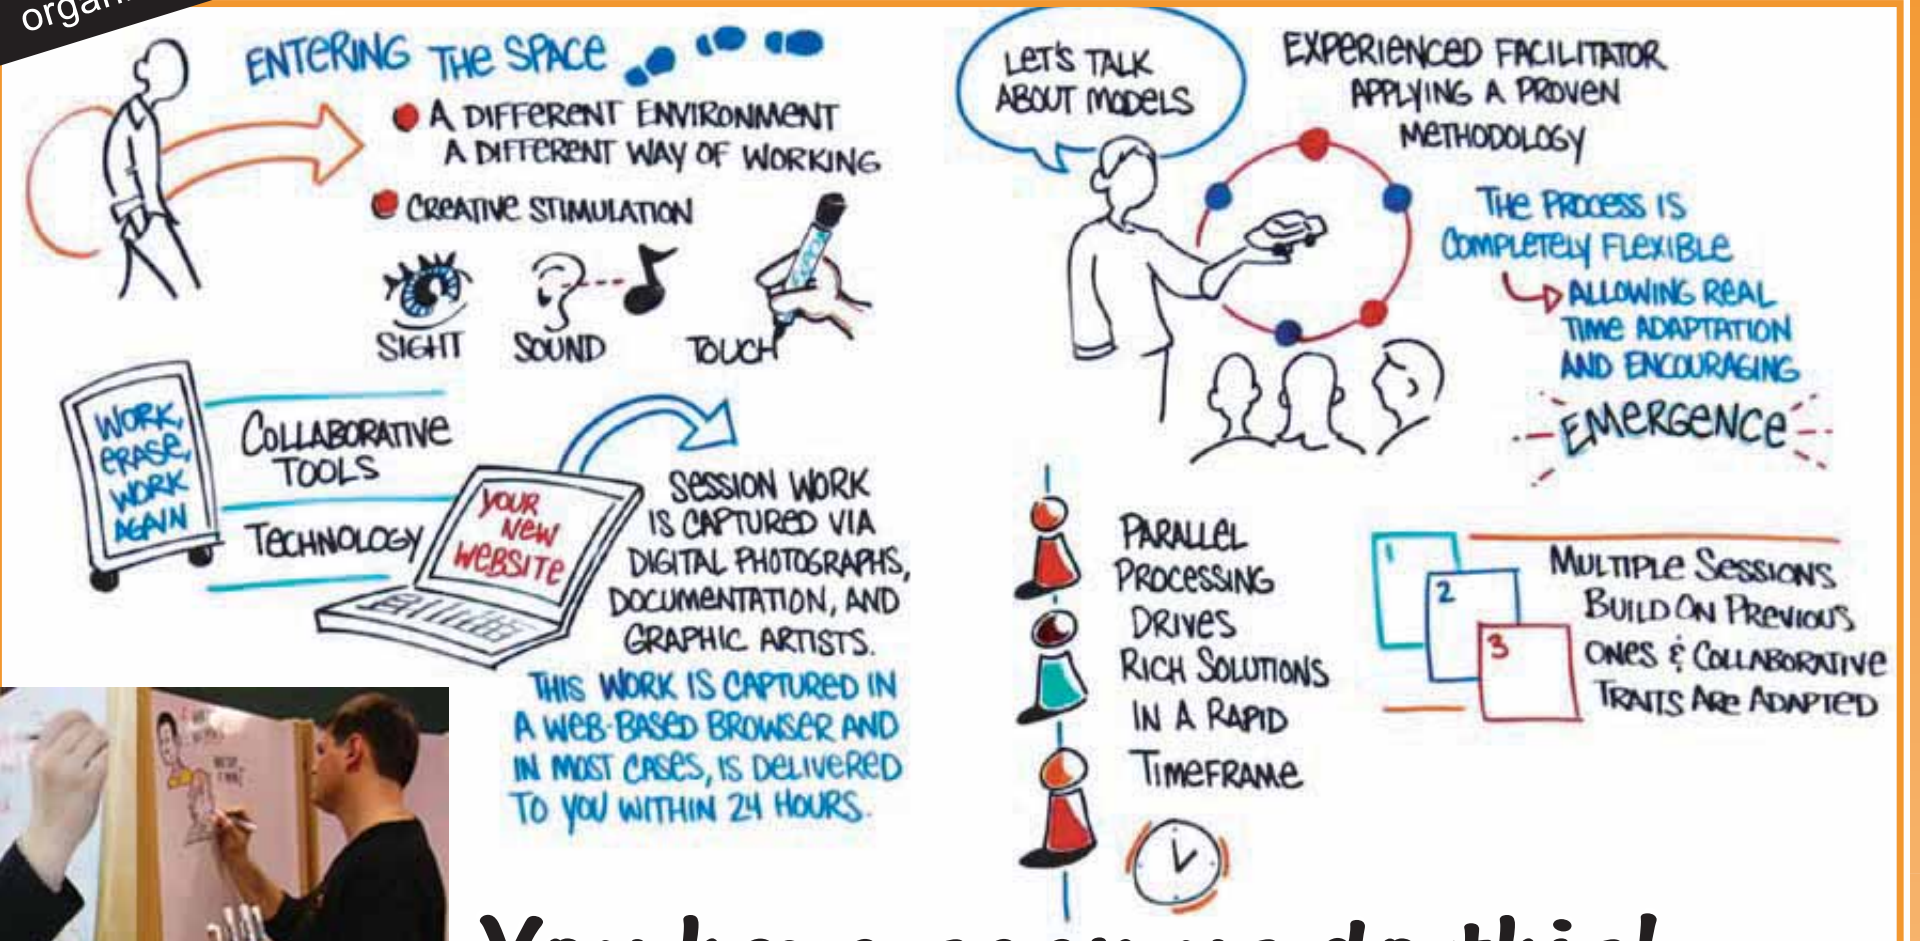 ENTERING THE SPACE
A DIFFERENT ENVIRONMENT
A DIFFERENT WAY OF WORKING
CREATIVE STIMULATION
SIGHT
SOUND
TOUCH
WORK,
ERASE,
WORK
AGAIN
COLLABORATIVE
TOOLS
TECHNOLOGY
YOUR
NEW
WEBSITE
SESSION WORK
IS CAPTURED VIA
DIGITAL PHOTOGRAPHS,
DOCUMENTATION, AND
GRAPHIC ARTISTS.
THIS WORK IS CAPTURED IN
A WEB-BASED BROWSER AND
IN MOST CASES, IS DELIVERED
TO YOU WITHIN 24 HOURS.
LET'S TALK
ABOUT MODELS
EXPERIENCED FACILITATOR
APPLYING A PROVEN
METHODOLOGY
THE PROCESS IS
COMPLETELY FLEXIBLE
ALLOWING REAL
TIME ADAPTATION
AND ENCOURAGING
EMERGENCE
PARALLEL
PROCESSING
DRIVES
RICH SOLUTIONS
IN A RAPID
TIMEFRAME
1
2
3
MULTIPLE SESSIONS
BUILD ON PREVIOUS
ONES & COLLABORATIVE
TRAITS ARE ADAPTED